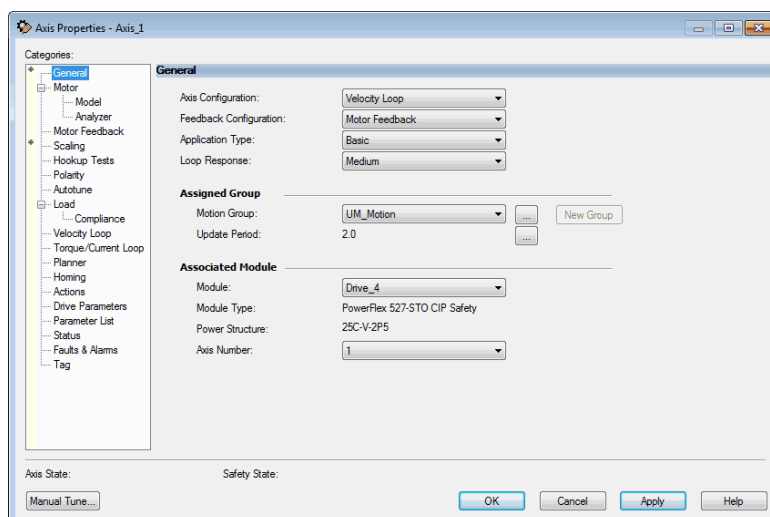 Axis Properties - Axis_1
Categories:
General
Motor
Model
Analyzer
Motor Feedback
Scaling
Hookup Tests
Polarity
Autotune
Load
Compliance
Velocity Loop
Torque/Current Loop
Planner
Homing
Actions
Drive Parameters
Parameter List
Status
Faults & Alarms
Tag
General
Axis Configuration: Velocity Loop
Feedback Configuration: Motor Feedback
Application Type: Basic
Loop Response: Medium
Assigned Group
Motion Group: UM_Motion ... New Group
Update Period: 2.0 ...
Associated Module
Module: Drive_4
Module Type: PowerFlex 527-STO CIP Safety
Power Structure: 25C-V-2P5
Axis Number: 1
Axis State: Safety State:
Manual Tune... OK Cancel Apply Help